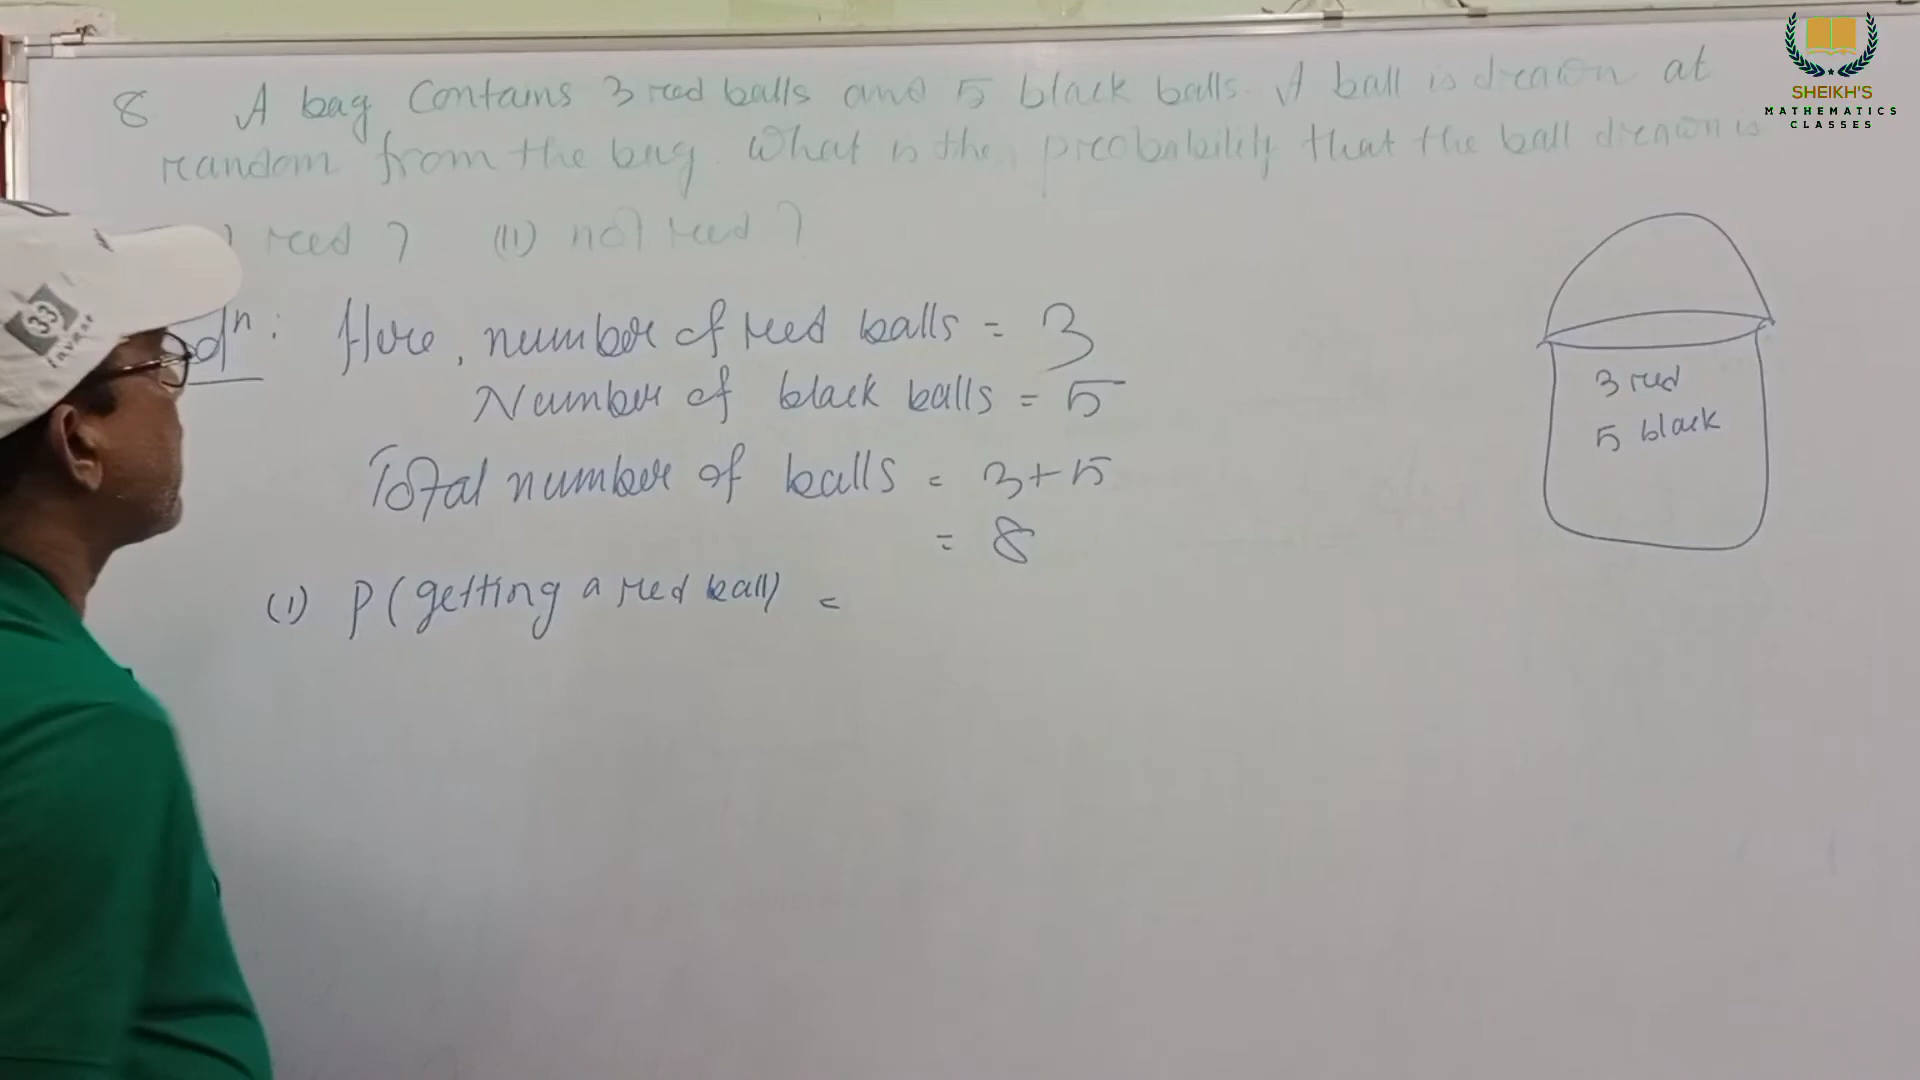 8 A bag contains 3 red balls and 5 black balls. A ball is drawn at
random from the bag. What is the probability that the ball drawn is
) red ? (II) not red ?
oln : Here, number of red balls = 3
Number of black balls = 5
Total number of balls = 3+5
= 8
(I) P(getting a red ball) =
3 red
5 black
33
invest
SHEIKH'S
MATHEMATICS
CLASSES